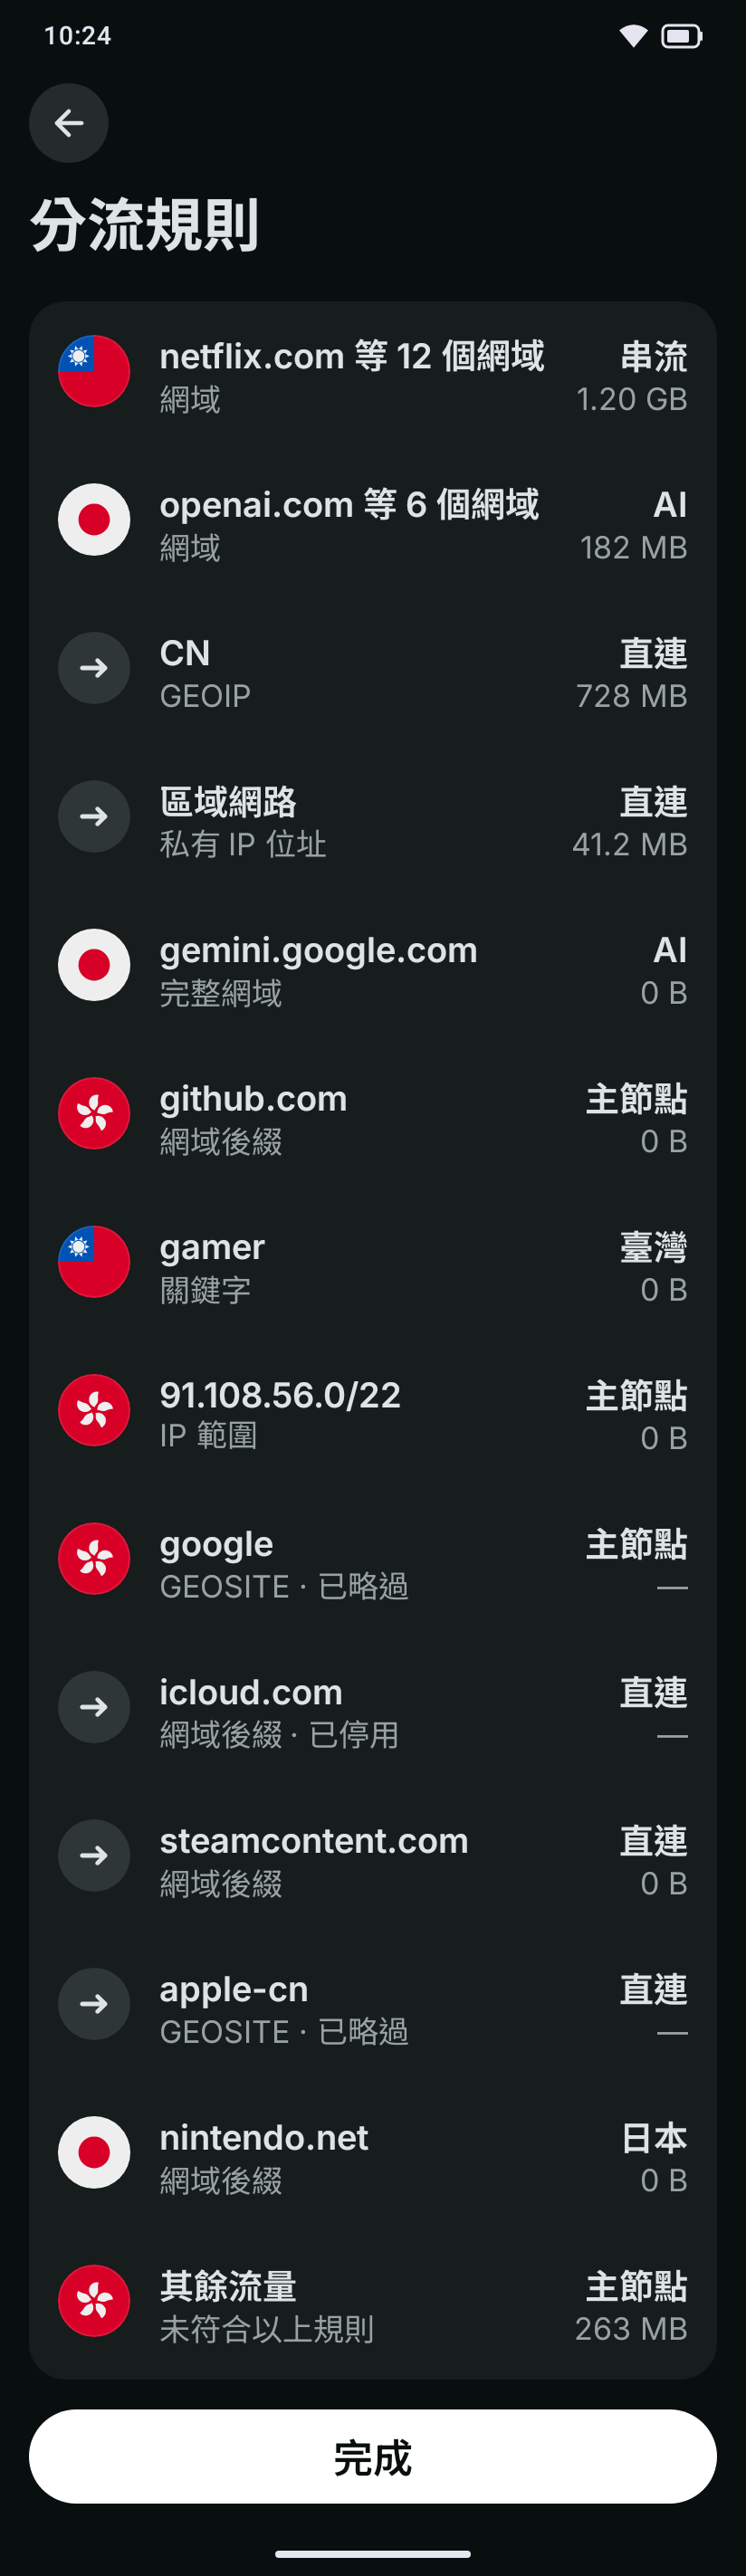 10:24
分流規則
netflix.com 等 12 個網域 串流
網域 1.20 GB
openai.com 等 6 個網域 AI
網域 182 MB
CN 直連
GEOIP 728 MB
區域網路 直連
私有 IP 位址 41.2 MB
gemini.google.com AI
完整網域 0 B
github.com 主節點
網域後綴 0 B
gamer 臺灣
關鍵字 0 B
91.108.56.0/22 主節點
IP 範圍 0 B
google 主節點
GEOSITE · 已略過 —
icloud.com 直連
網域後綴 · 已停用 —
steamcontent.com 直連
網域後綴 0 B
apple-cn 直連
GEOSITE · 已略過 —
nintendo.net 日本
網域後綴 0 B
其餘流量 主節點
未符合以上規則 263 MB
完成